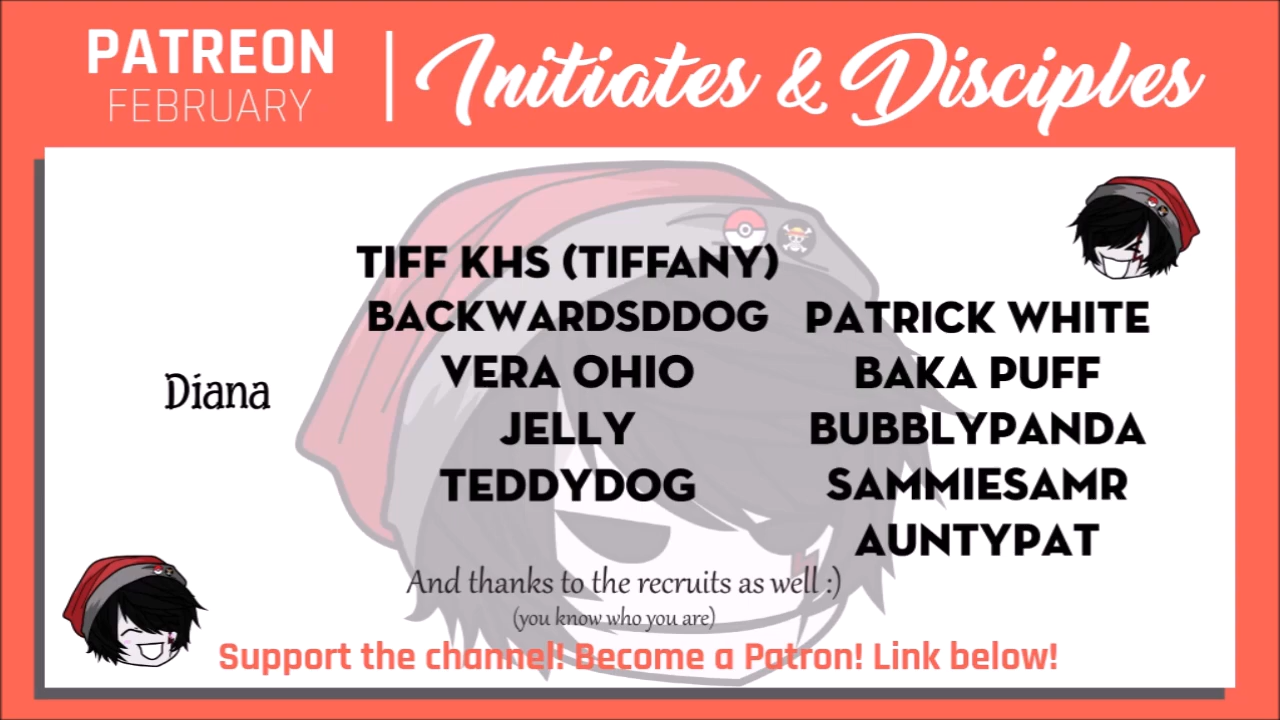 PATREON
FEBRUARY
Initiates & Disciples
Diana
TIFF KHS (TIFFANY)
BACKWARDSDDOG
VERA OHIO
JELLY
TEDDYDOG
PATRICK WHITE
BAKA PUFF
BUBBLYPANDA
SAMMIESAMR
AUNTYPAT
And thanks to the recruits as well :)
(you know who you are)
Support the channel! Become a Patron! Link below!